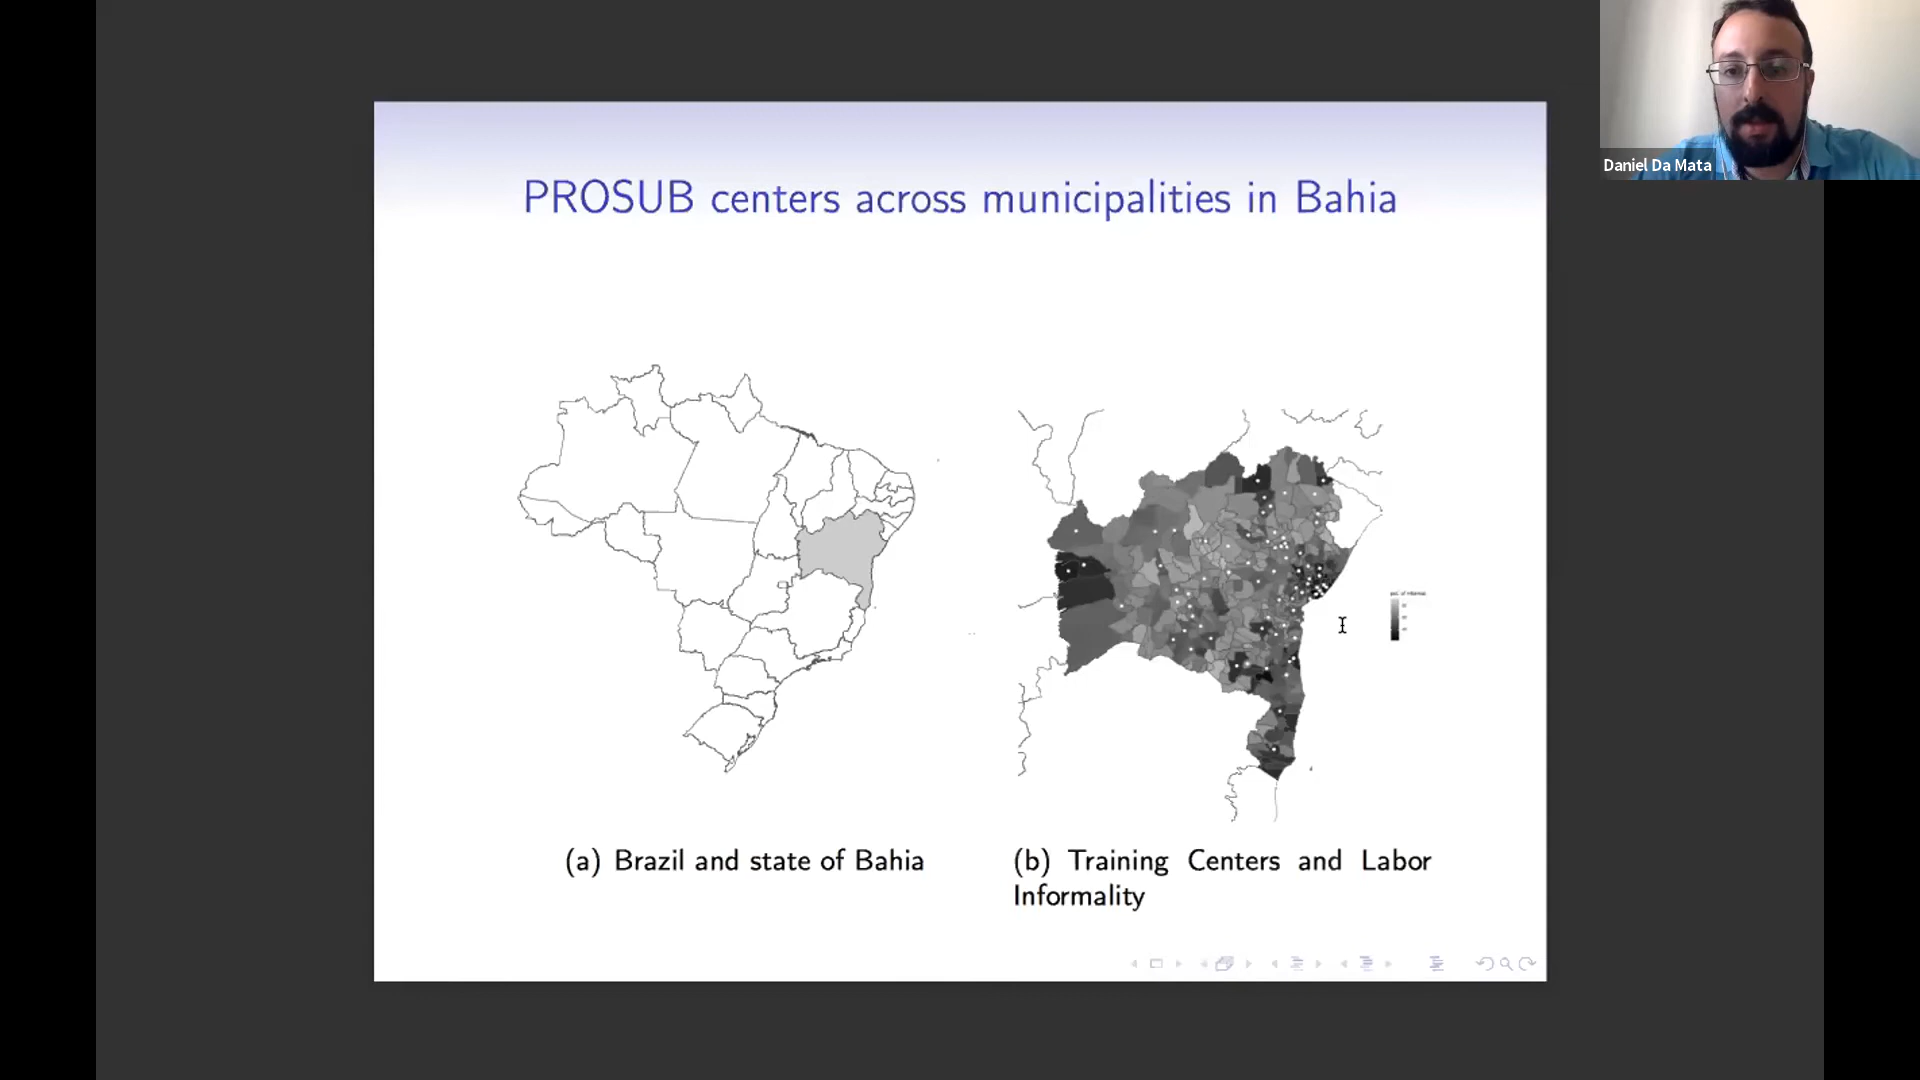 Daniel Da Mata
PROSUB centers across municipalities in Bahia
(a) Brazil and state of Bahia
(b) Training Centers and Labor
Informality